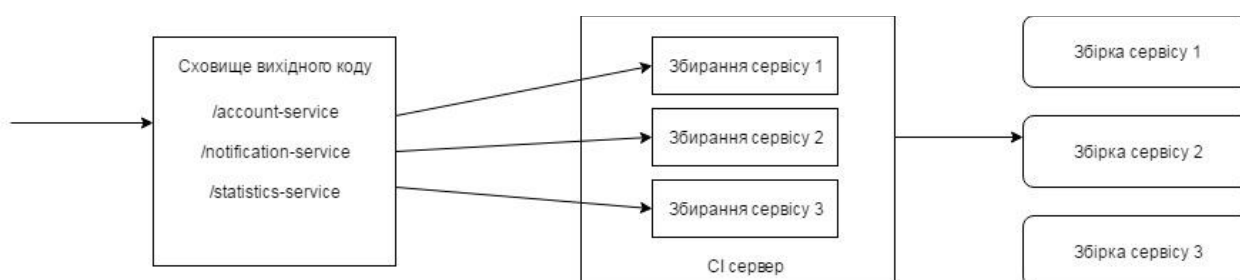 Сховище вихідного коду
/account-service
/notification-service
/statistics-service
Збирання сервісу 1
Збирання сервісу 2
Збирання сервісу 3
CI сервер
Збірка сервісу 1
Збірка сервісу 2
Збірка сервісу 3